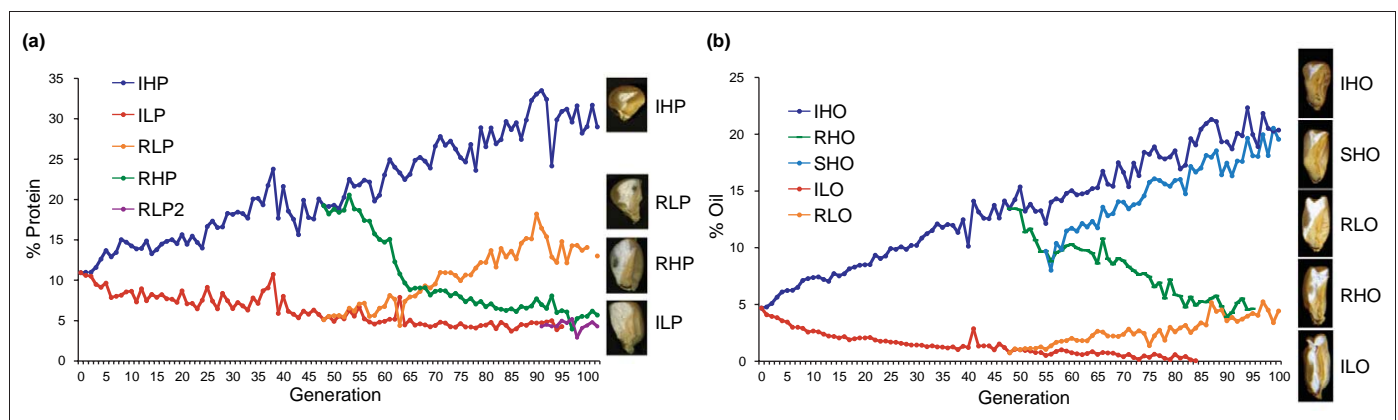 (a)
% Protein
35
30
25
20
15
10
5
0
IHP
ILP
RLP
RHP
RLP2
0 5 10 15 20 25 30 35 40 45 50 55 60 65 70 75 80 85 90 95 100
Generation
IHP
RLP
RHP
ILP
(b)
% Oil
25
20
15
10
5
0
IHO
RHO
SHO
ILO
RLO
0 5 10 15 20 25 30 35 40 45 50 55 60 65 70 75 80 85 90 95 100
Generation
IHO
SHO
RLO
RHO
ILO